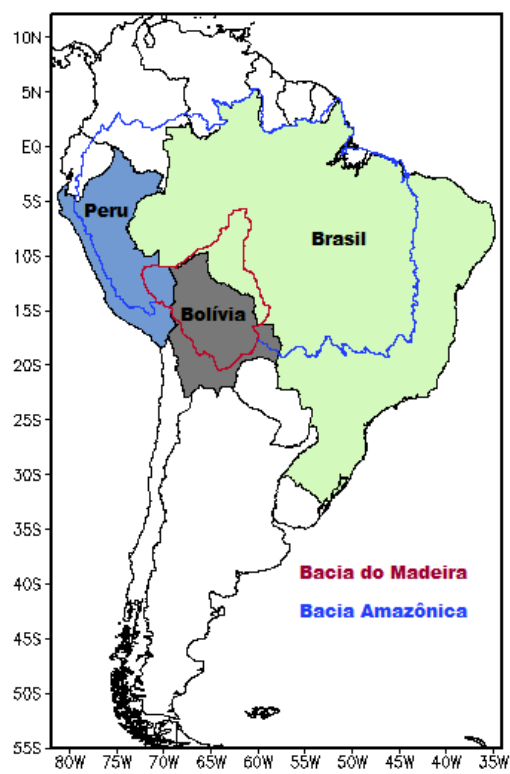 10N
5N
EQ
5S
10S
15S
20S
25S
30S
35S
40S
45S
50S
55S
Peru
Brasil
Bolívia
Bacia do Madeira
Bacia Amazônica
80W 75W 70W 65W 60W 55W 50W 45W 40W 35W